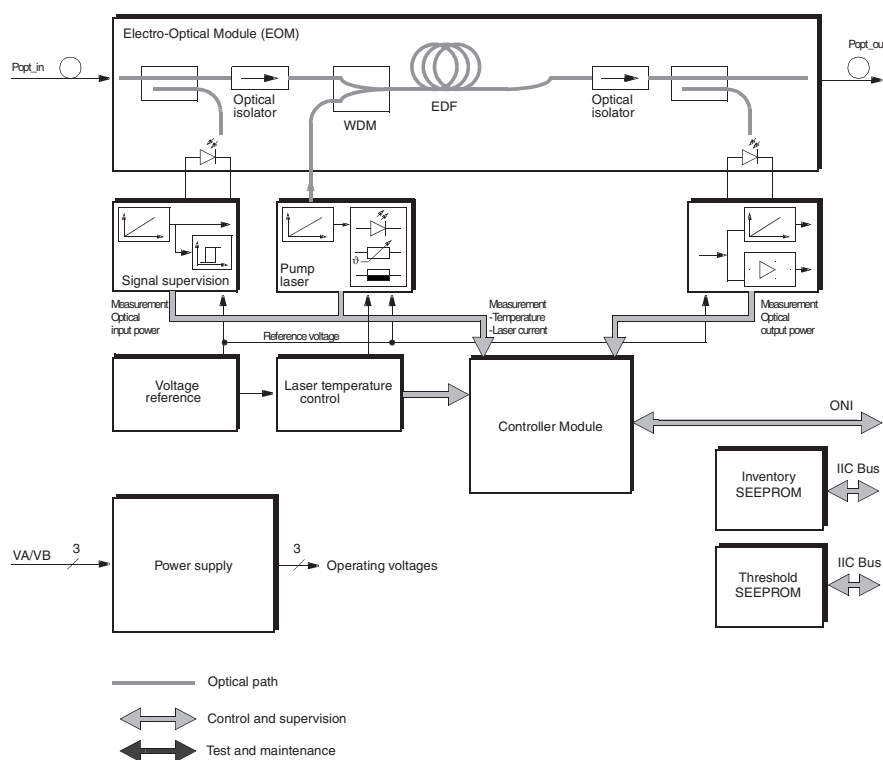 Electro-Optical Module (EOM)
Popt_in
Popt_ou
Optical
isolator
WDM
EDF
Optical
isolator
Signal supervision
Pump
laser
ϑ
Measurement
Optical
input power
Measurement
-Temperature
-Laser current
Measurement
Optical
output power
Reference voltage
Voltage
reference
Laser temperature
control
Controller Module
ONI
Inventory
SEEPROM
IIC Bus
VA/VB
3
Power supply
3
Operating voltages
Threshold
SEEPROM
IIC Bus
Optical path
Control and supervision
Test and maintenance